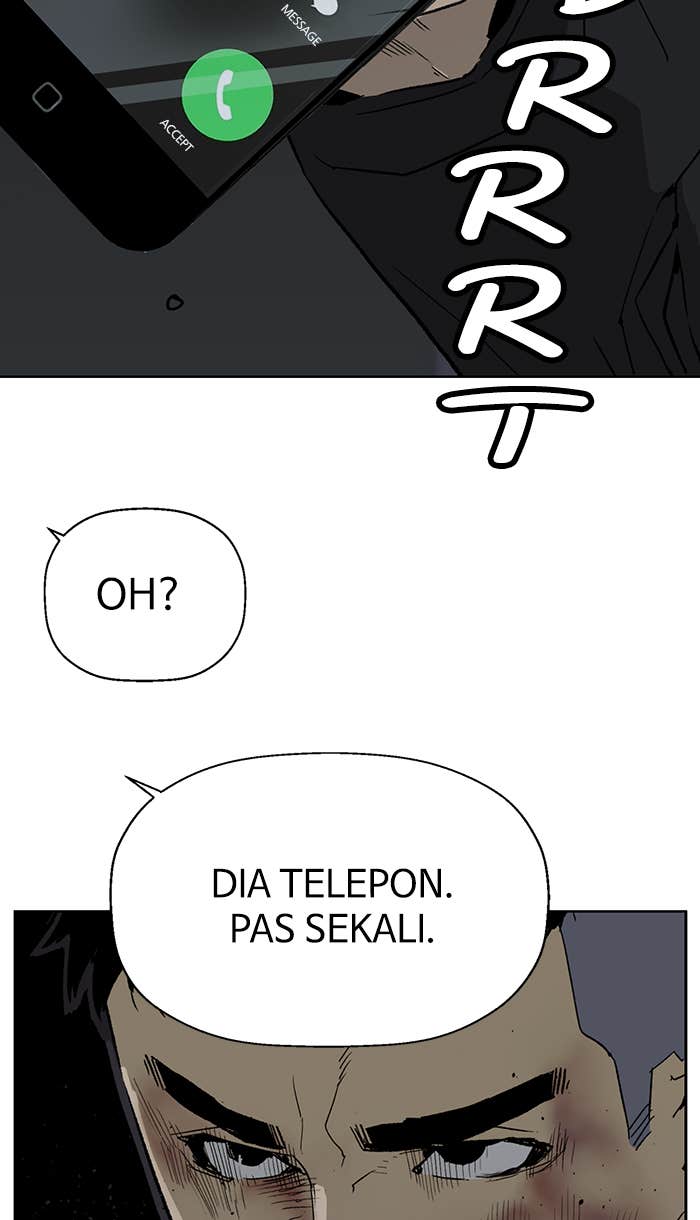 MESSAGE
ACCEPT
RRRT
OH?
DIA TELEPON.
PAS SEKALI.